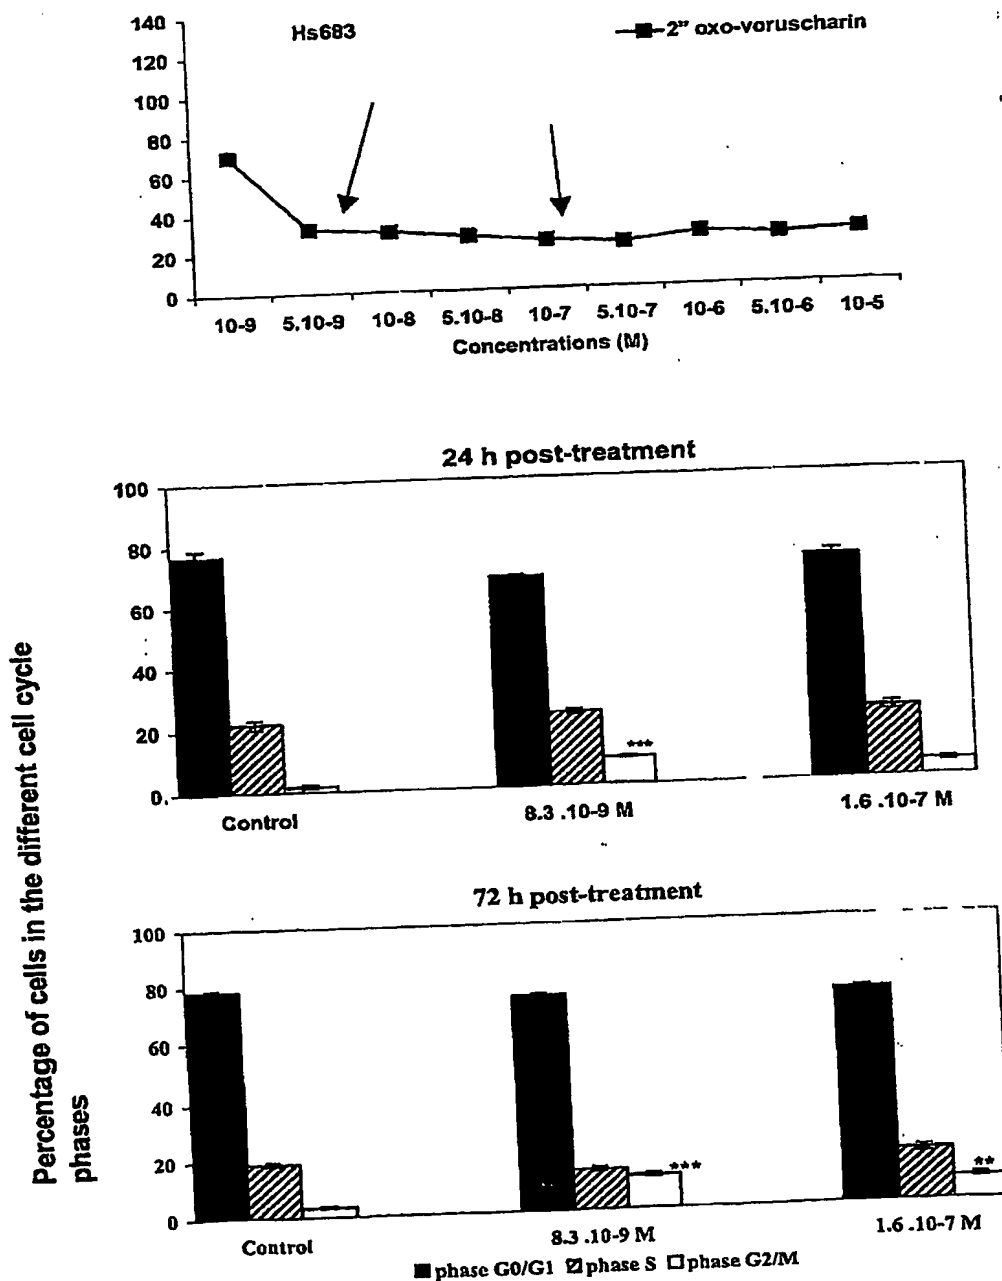 140
Hs683
2” oxo-voruscharin
120
100
80
60
40
20
0
10-9 5.10-9 10-8 5.10-8 10-7 5.10-7 10-6 5.10-6 10-5
Concentrations (M)
Percentage of cells in the different cell cycle
phases
24 h post-treatment
100
80
60
40
20
0.
***
Control 8.3 .10-9 M 1.6 .10-7 M
72 h post-treatment
100
80
60
40
20
0
*** **
Control 8.3 .10-9 M 1.6 .10-7 M
phase G0/G1 phase S phase G2/M